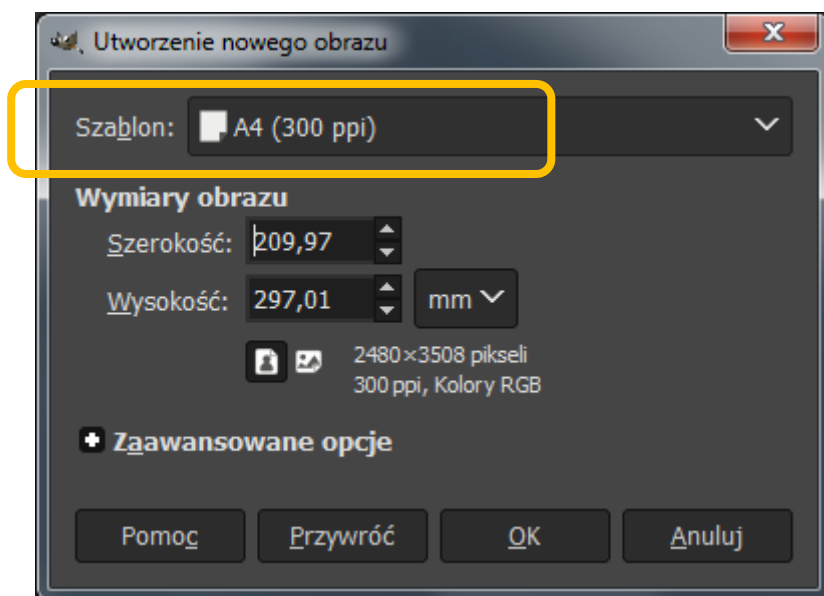 Utworzenie nowego obrazu
Szablon: A4 (300 ppi)
Wymiary obrazu
Szerokość: 209,97
Wysokość: 297,01 mm
2480×3508 pikseli
300 ppi, Kolory RGB
Zaawansowane opcje
Pomoc Przywróć OK Anuluj